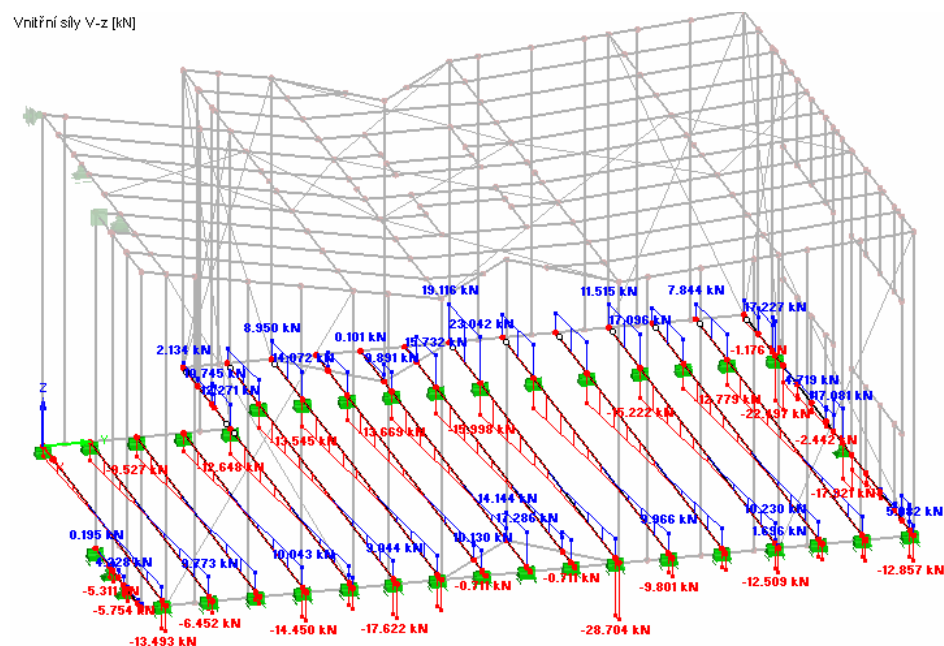 Vnitřní síly V-z [kN]
19.116 kN
11.515 kN
7.844 kN
17.227 kN
23.042 kN
17.096 kN
8.950 kN
0.101 kN
15.732 kN
2.134 kN
14.072 kN
9.891 kN
-1.176 kN
4.719 kN
Z
17.081 kN
-15.222 kN
-12.779 kN
-22.497 kN
-13.545 kN
-13.669 kN
-15.998 kN
-2.442 kN
Y
-9.527 kN
-12.648 kN
X
-17.321 kN
14.144 kN
17.286 kN
9.966 kN
10.230 kN
5.082 kN
0.195 kN
10.130 kN
1.696 kN
9.773 kN
10.043 kN
9.044 kN
-5.311 kN
-0.711 kN
-0.711 kN
-9.801 kN
-12.509 kN
-12.857 kN
-5.754 kN
-6.452 kN
-13.493 kN
-14.450 kN
-17.622 kN
-28.704 kN